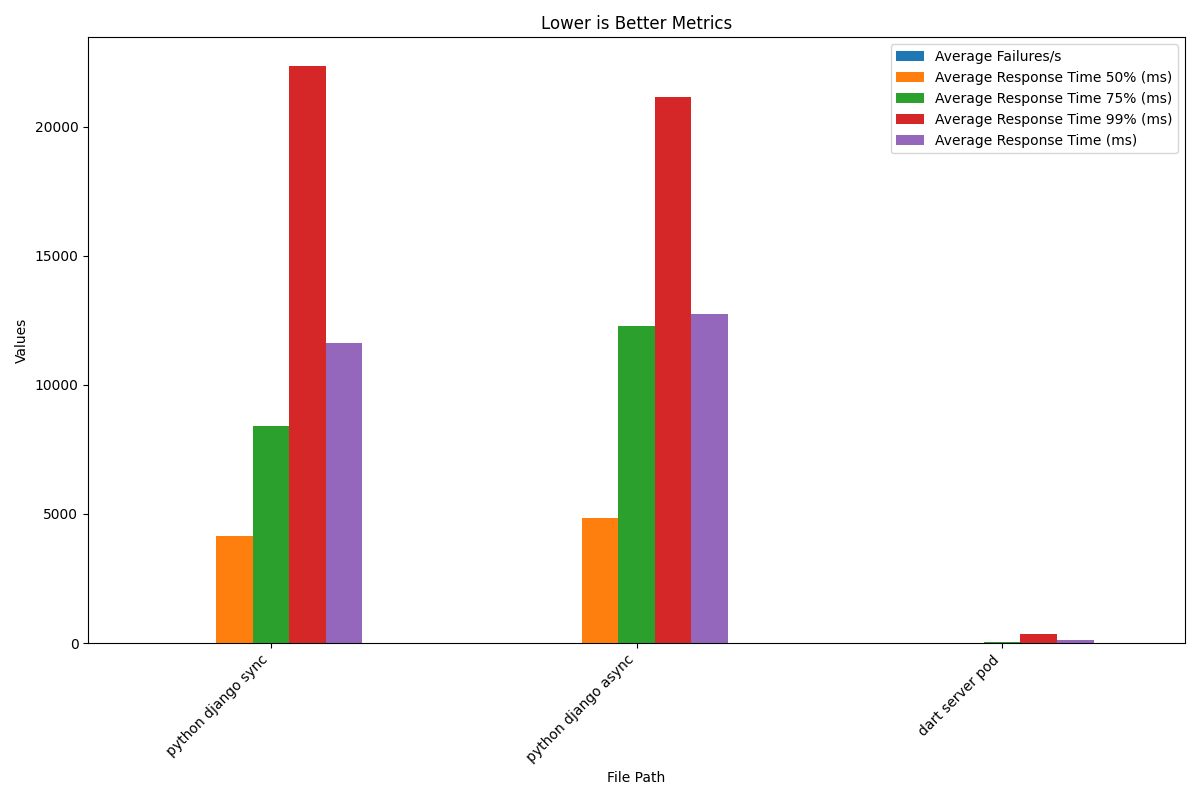 Lower is Better Metrics
Average Failures/s
Average Response Time 50% (ms)
Average Response Time 75% (ms)
Average Response Time 99% (ms)
Average Response Time (ms)
Values
20000
15000
10000
5000
0
python django sync
python django async
dart server pod
File Path